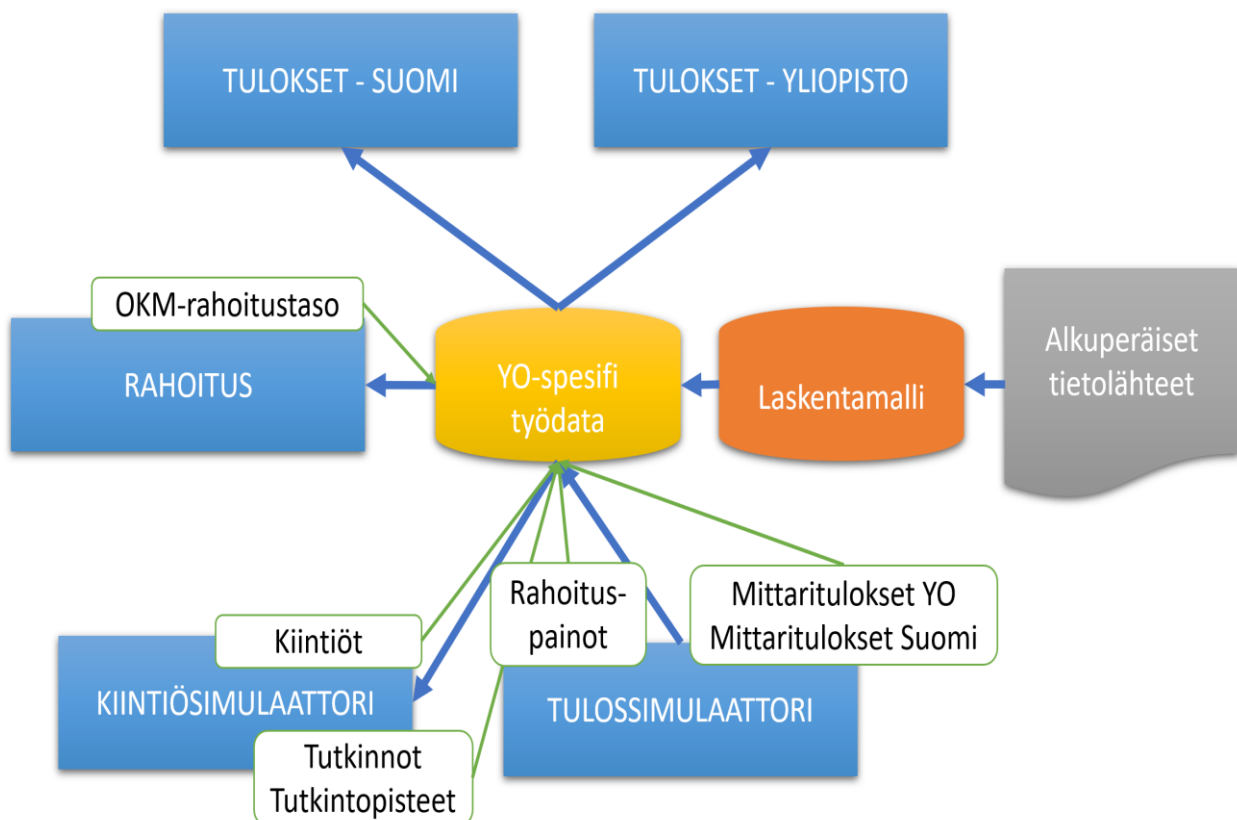 TULOKSET - SUOMI
TULOKSET - YLIOPISTO
OKM-rahoitustaso
RAHOITUS
YO-spesifi
työdata
Laskentamalli
Alkuperäiset
tietolähteet
Kiintiöt
KIINTIÖSIMULAATTORI
Tutkinnot
Tutkintopisteet
Rahoitus-
painot
Mittaritulokset YO
Mittaritulokset Suomi
TULOSSIMULAATTORI